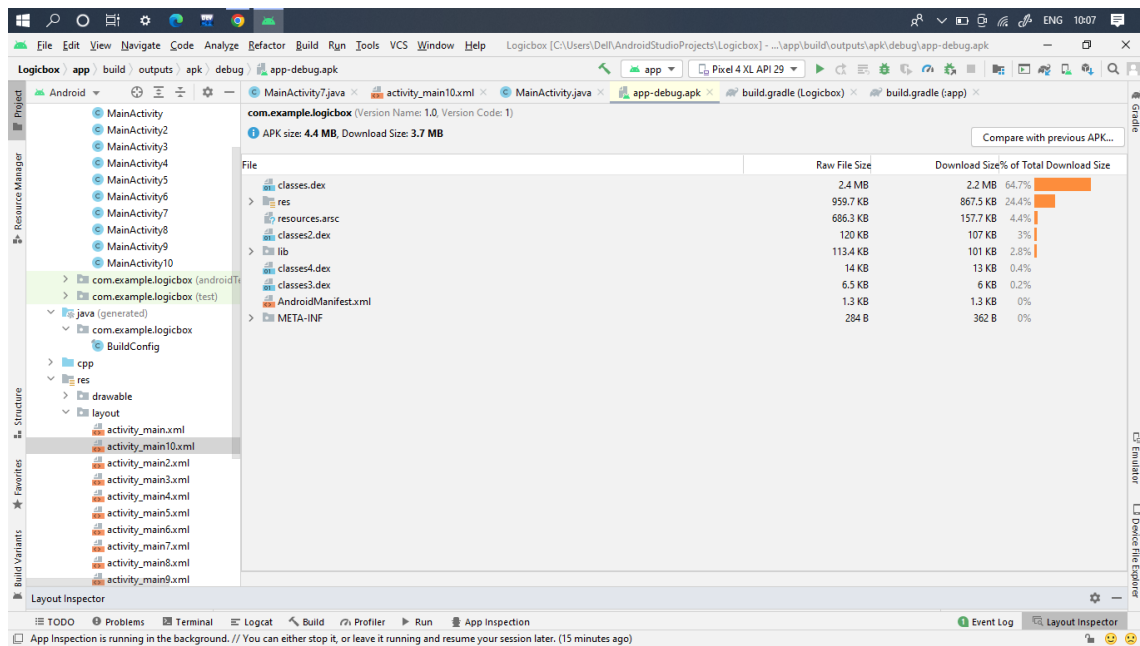 ENG 10:07
File Edit View Navigate Code Analyze Refactor Build Run Tools VCS Window Help Logicbox [C:\Users\Dell\AndroidStudioProjects\Logicbox] - ...\app\build\outputs\apk\debug\app-debug.apk
Logicbox app build outputs apk debug app-debug.apk app Pixel 4 XL API 29
Android MainActivity7.java activity_main10.xml MainActivity.java app-debug.apk build.gradle (Logicbox) build.gradle (:app)
Project
Resource Manager
Structure
Favorites
Build Variants
MainActivity
MainActivity2
MainActivity3
MainActivity4
MainActivity5
MainActivity6
MainActivity7
MainActivity8
MainActivity9
MainActivity10
com.example.logicbox (androidTe
com.example.logicbox (test)
java (generated)
com.example.logicbox
BuildConfig
cpp
res
drawable
layout
activity_main.xml
activity_main10.xml
activity_main2.xml
activity_main3.xml
activity_main4.xml
activity_main5.xml
activity_main6.xml
activity_main7.xml
activity_main8.xml
activity_main9.xml
com.example.logicbox (Version Name: 1.0, Version Code: 1)
APK size: 4.4 MB, Download Size: 3.7 MB
Compare with previous APK...
File Raw File Size Download Size % of Total Download Size
classes.dex 2.4 MB 2.2 MB 64.7%
res 959.7 KB 867.5 KB 24.4%
resources.arsc 686.3 KB 157.7 KB 4.4%
classes2.dex 120 KB 107 KB 3%
lib 113.4 KB 101 KB 2.8%
classes4.dex 14 KB 13 KB 0.4%
classes3.dex 6.5 KB 6 KB 0.2%
AndroidManifest.xml 1.3 KB 1.3 KB 0%
META-INF 284 B 362 B 0%
Gradle
Emulator
Device File Explorer
Layout Inspector
TODO Problems Terminal Logcat Build Profiler Run App Inspection 1 Event Log Layout Inspector
App Inspection is running in the background. // You can either stop it, or leave it running and resume your session later. (15 minutes ago)